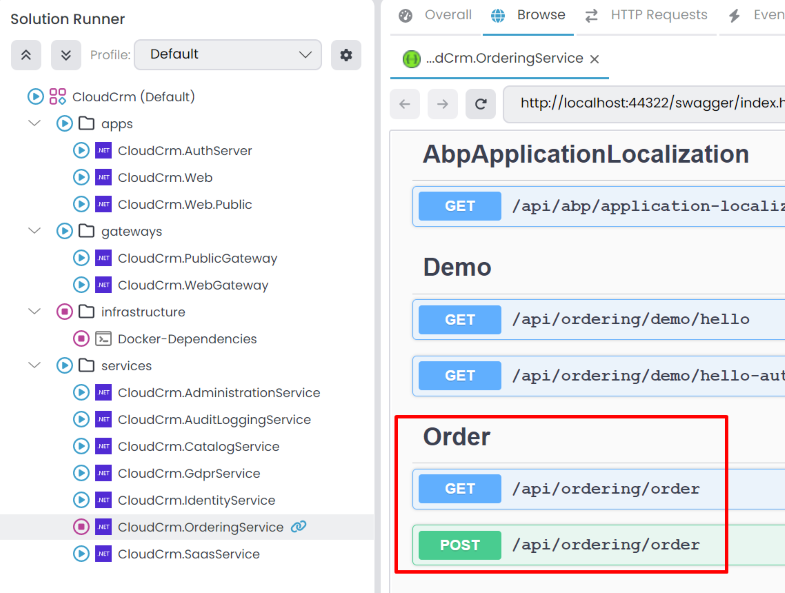 Solution Runner
Profile: Default
CloudCrm (Default)
apps
.NET CloudCrm.AuthServer
.NET CloudCrm.Web
.NET CloudCrm.Web.Public
gateways
.NET CloudCrm.PublicGateway
.NET CloudCrm.WebGateway
infrastructure
Docker-Dependencies
services
.NET CloudCrm.AdministrationService
.NET CloudCrm.AuditLoggingService
.NET CloudCrm.CatalogService
.NET CloudCrm.GdprService
.NET CloudCrm.IdentityService
.NET CloudCrm.OrderingService
.NET CloudCrm.SaasService
Overall Browse HTTP Requests Even
...dCrm.OrderingService
http://localhost:44322/swagger/index.h
AbpApplicationLocalization
GET /api/abp/application-localiz
Demo
GET /api/ordering/demo/hello
GET /api/ordering/demo/hello-aut
Order
GET /api/ordering/order
POST /api/ordering/order